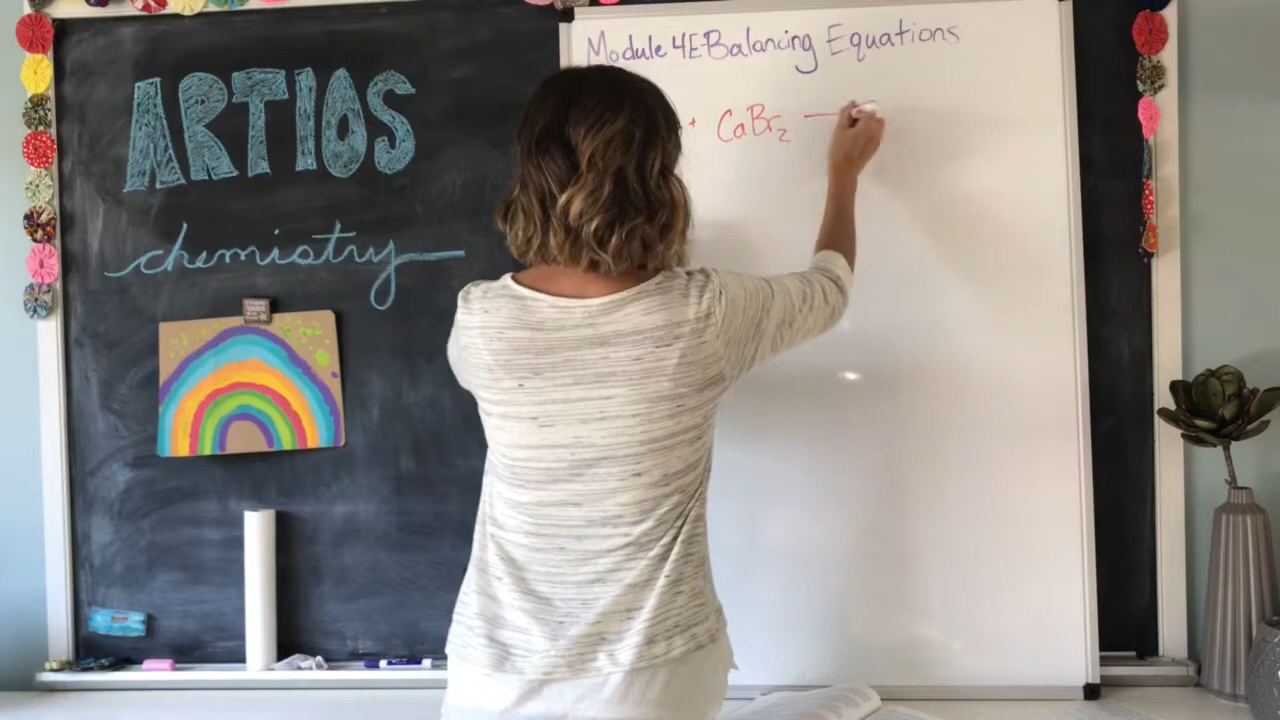 ARTIOS
chemistry
Module 4E-Balancing Equations
+ CaBr₂ —